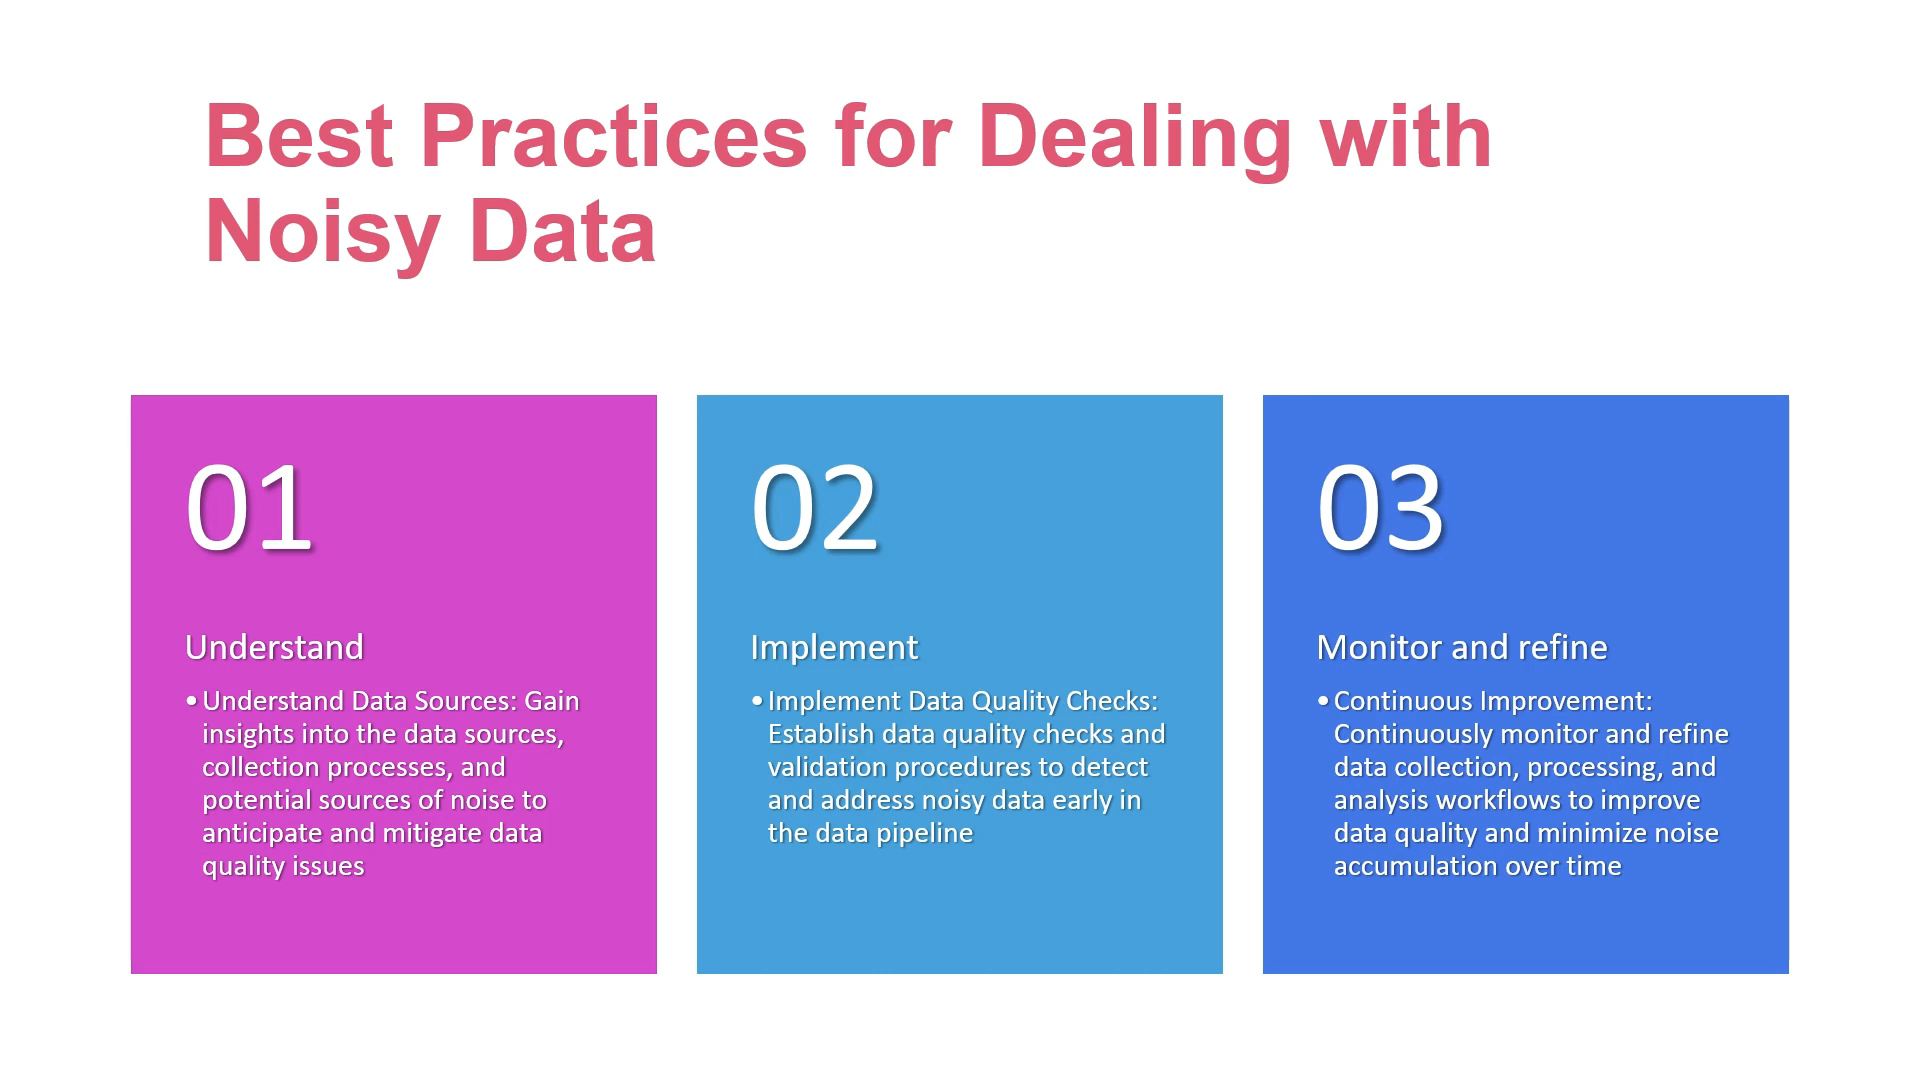 Best Practices for Dealing with
Noisy Data
01
Understand
• Understand Data Sources: Gain
insights into the data sources,
collection processes, and
potential sources of noise to
anticipate and mitigate data
quality issues
02
Implement
• Implement Data Quality Checks:
Establish data quality checks and
validation procedures to detect
and address noisy data early in
the data pipeline
03
Monitor and refine
• Continuous Improvement:
Continuously monitor and refine
data collection, processing, and
analysis workflows to improve
data quality and minimize noise
accumulation over time